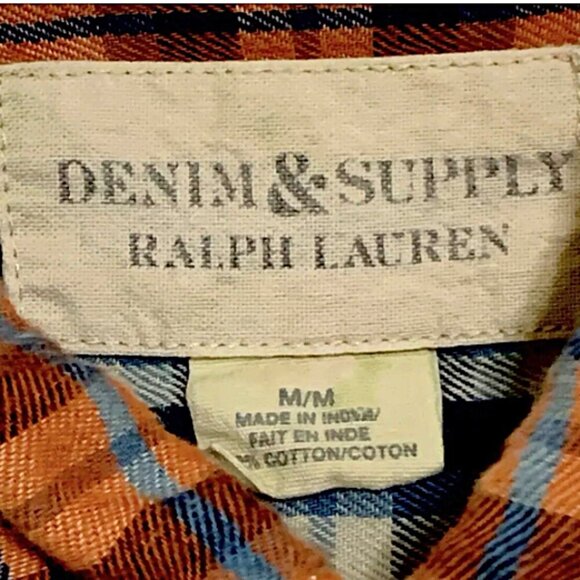 DENIM & SUPPLY
RALPH LAUREN
M/M
MADE IN INDIA/
FAIT EN INDE
% COTTON/COTON